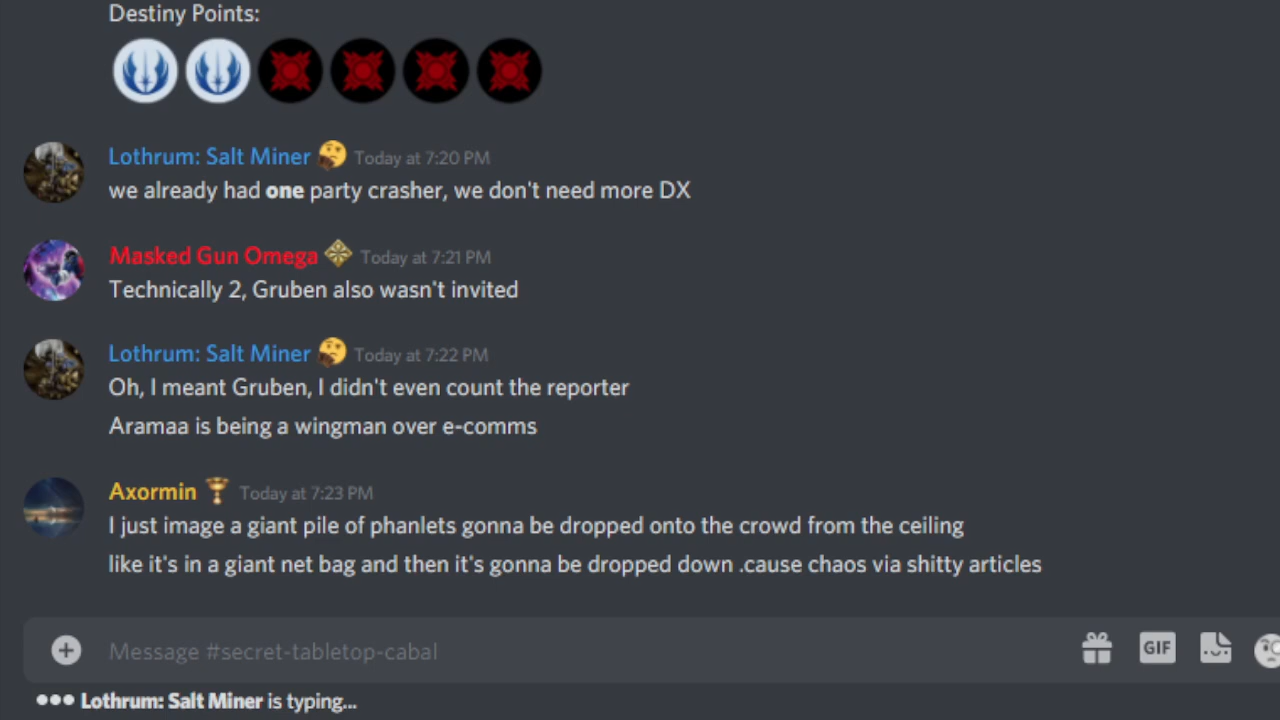 Destiny Points:
Lothrum: Salt Miner Today at 7:20 PM
we already had one party crasher, we don't need more DX
Masked Gun Omega Today at 7:21 PM
Technically 2, Gruben also wasn't invited
Lothrum: Salt Miner Today at 7:22 PM
Oh, I meant Gruben, I didn't even count the reporter
Aramaa is being a wingman over e-comms
Axormin Today at 7:23 PM
I just image a giant pile of phanlets gonna be dropped onto the crowd from the ceiling
like it's in a giant net bag and then it's gonna be dropped down .cause chaos via shitty articles
Message #secret-tabletop-cabal
GIF
Lothrum: Salt Miner is typing...